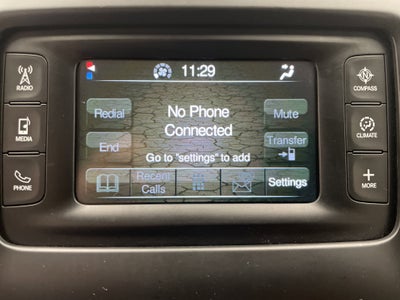 11:29
RADIO
COMPASS
Redial
No Phone
Mute
Connected
MEDIA
CLIMATE
End
Transfer
Go to "settings" to add
PHONE
Recent
Calls
Settings
MORE